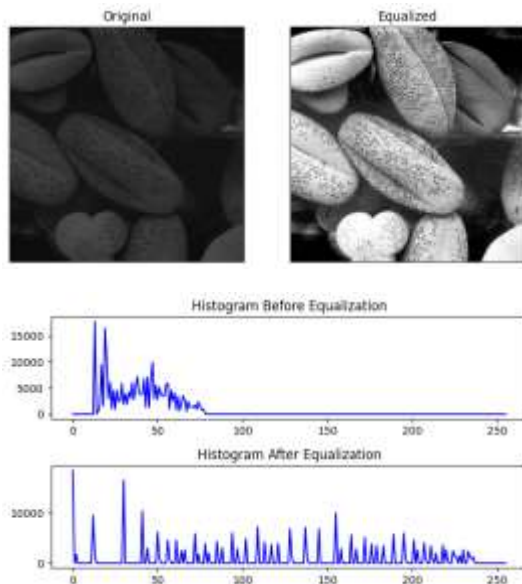 Original
Equalized
Histogram Before Equalization
15000
10000
5000
0
0 50 100 150 200 250
Histogram After Equalization
10000
0
0 50 100 150 200 250